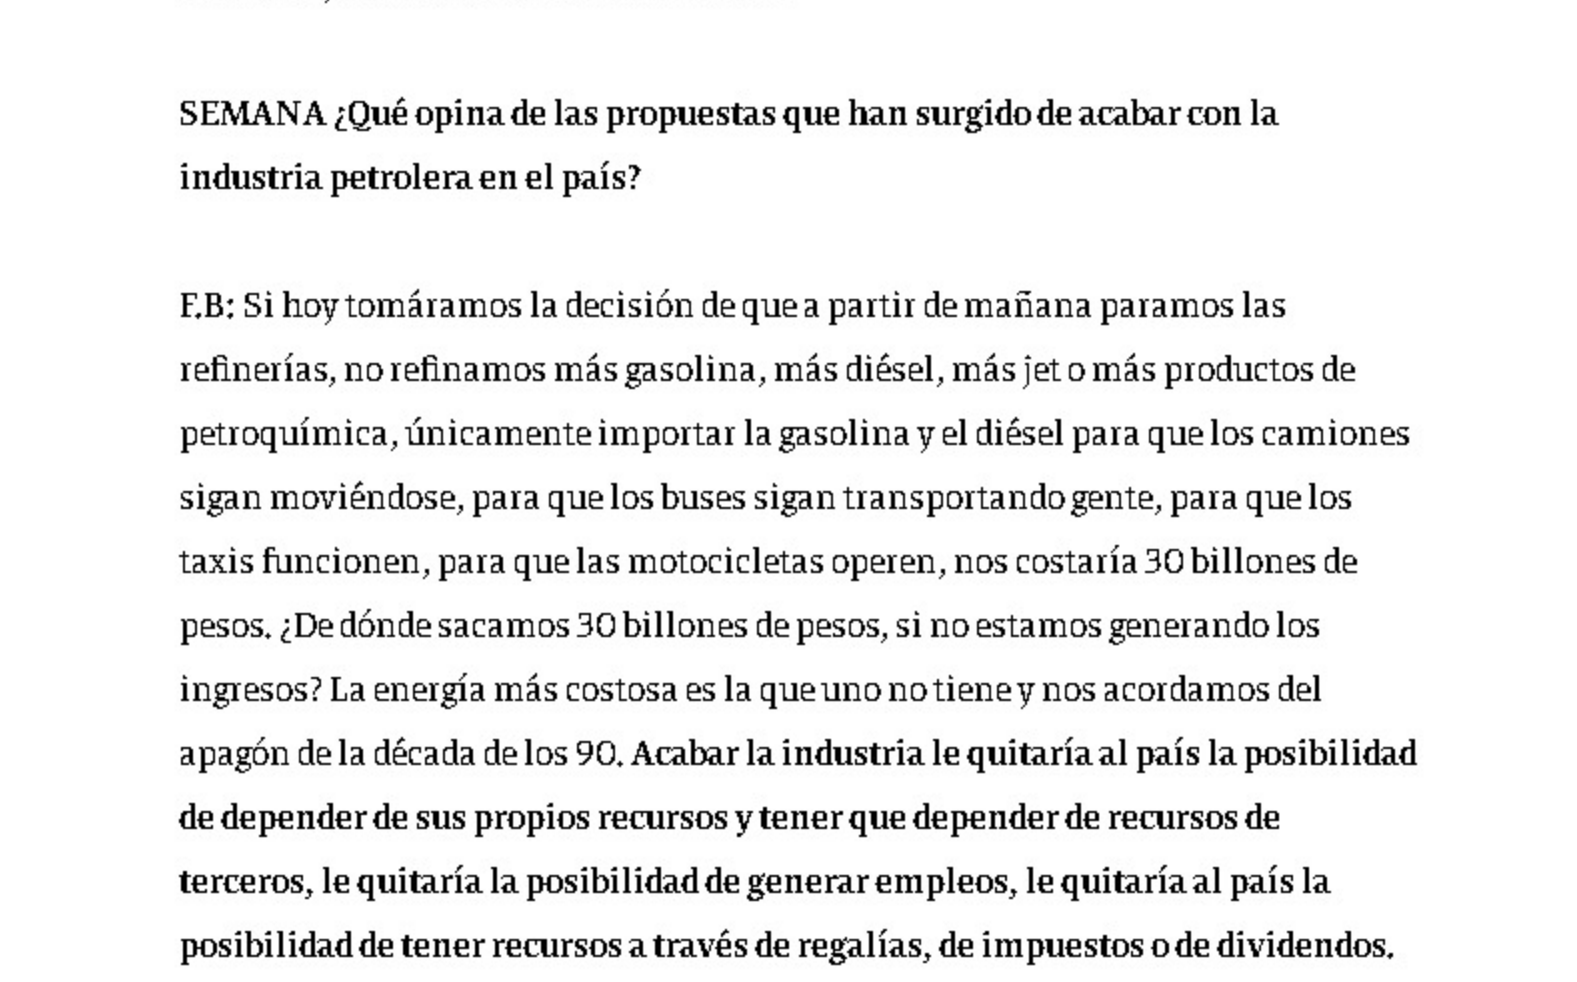 SEMANA ¿Qué opina de las propuestas que han surgido de acabar con la
industria petrolera en el país?
F.B: Si hoy tomáramos la decisión de que a partir de mañana paramos las
refinerías, no refinamos más gasolina, más diésel, más jet o más productos de
petroquímica, únicamente importar la gasolina y el diésel para que los camiones
sigan moviéndose, para que los buses sigan transportando gente, para que los
taxis funcionen, para que las motocicletas operen, nos costaría 30 billones de
pesos. ¿De dónde sacamos 30 billones de pesos, si no estamos generando los
ingresos? La energía más costosa es la que uno no tiene y nos acordamos del
apagón de la década de los 90. Acabar la industria le quitaría al país la posibilidad
de depender de sus propios recursos y tener que depender de recursos de
terceros, le quitaría la posibilidad de generar empleos, le quitaría al país la
posibilidad de tener recursos a través de regalías, de impuestos o de dividendos.